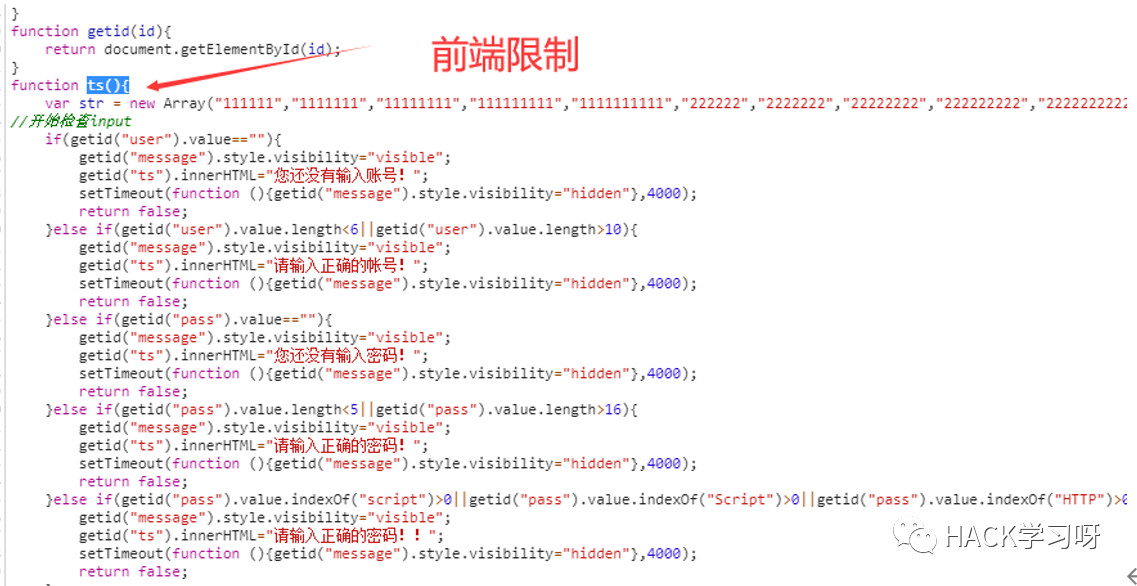 }
function getid(id){
    return document.getElementById(id);
}
前端限制
function ts(){
    var str = new Array("111111","1111111","11111111","111111111","1111111111","222222","2222222","22222222","222222222","2222222222
//开始检查input
    if(getid("user").value==""){
        getid("message").style.visibility="visible";
        getid("ts").innerHTML="您还没有输入账号! ";
        setTimeout(function (){getid("message").style.visibility="hidden"},4000);
        return false;
    }else if(getid("user").value.length<6||getid("user").value.length>10){
        getid("message").style.visibility="visible";
        getid("ts").innerHTML="请输入正确的帐号! ";
        setTimeout(function (){getid("message").style.visibility="hidden"},4000);
        return false;
    }else if(getid("pass").value==""){
        getid("message").style.visibility="visible";
        getid("ts").innerHTML="您还没有输入密码! ";
        setTimeout(function (){getid("message").style.visibility="hidden"},4000);
        return false;
    }else if(getid("pass").value.length<5||getid("pass").value.length>16){
        getid("message").style.visibility="visible";
        getid("ts").innerHTML="请输入正确的密码! ";
        setTimeout(function (){getid("message").style.visibility="hidden"},4000);
        return false;
    }else if(getid("pass").value.indexOf("script")>0||getid("pass").value.indexOf("Script")>0||getid("pass").value.indexOf("HTTP")>0
        getid("message").style.visibility="visible";
        getid("ts").innerHTML="请输入正确的密码! ! ";
        setTimeout(function (){getid("message").style.visibility="hidden"},4000);
        return false;
HACK学习呀